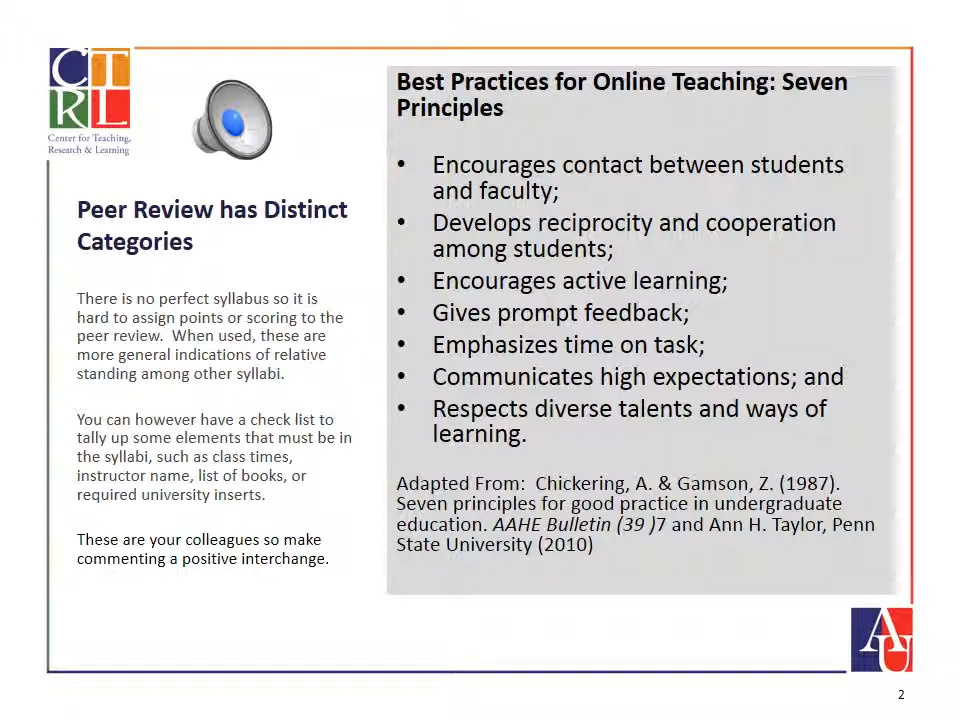 CT
RL
Center for Teaching,
Research & Learning
Peer Review has Distinct
Categories
There is no perfect syllabus so it is
hard to assign points or scoring to the
peer review.  When used, these are
more general indications of relative
standing among other syllabi.
You can however have a check list to
tally up some elements that must be in
the syllabi, such as class times,
instructor name, list of books, or
required university inserts.
These are your colleagues so make
commenting a positive interchange.
Best Practices for Online Teaching: Seven
Principles
• Encourages contact between students
and faculty;
• Develops reciprocity and cooperation
among students;
• Encourages active learning;
• Gives prompt feedback;
• Emphasizes time on task;
• Communicates high expectations; and
• Respects diverse talents and ways of
learning.
Adapted From:  Chickering, A. & Gamson, Z. (1987).
Seven principles for good practice in undergraduate
education. AAHE Bulletin (39 )7 and Ann H. Taylor, Penn
State University (2010)
AU
2